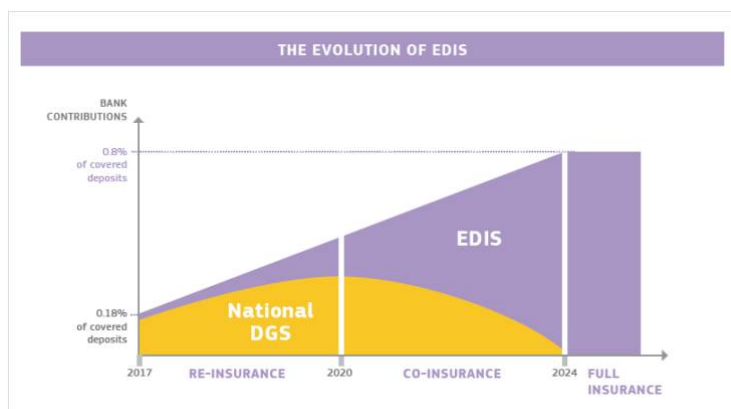 THE EVOLUTION OF EDIS
BANK
CONTRIBUTIONS
0.8%
of covered
deposits
EDIS
National
DGS
0.18%
of covered
deposits
2017
RE-INSURANCE
2020
CO-INSURANCE
2024
FULL
INSURANCE